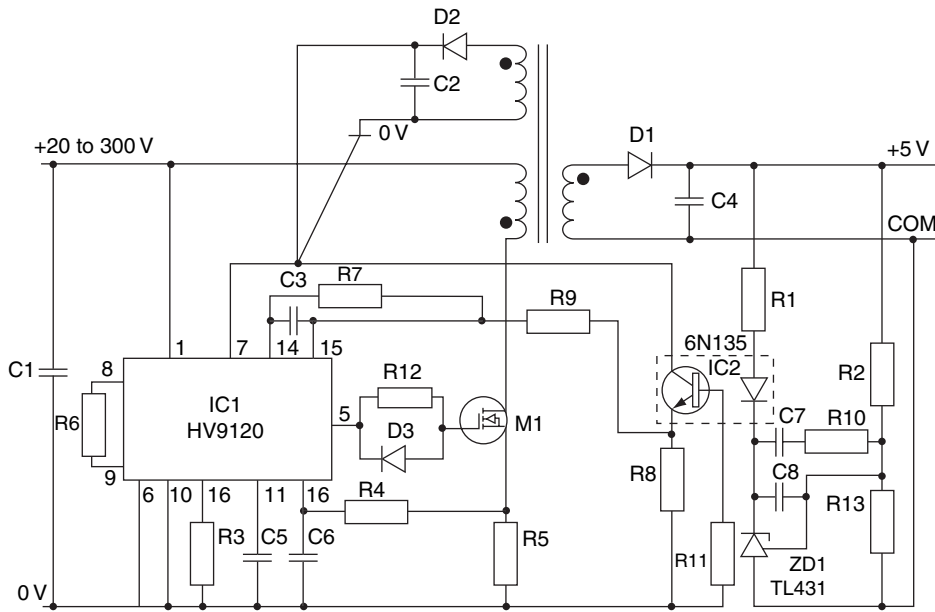 D2
C2
0 V
+20 to 300 V
D1
+5 V
C4
COM
C3
R7
R9
R1
6N135
IC2
R2
1
7
14
15
C1
8
R6
9
IC1
HV9120
5
R12
D3
M1
C7
R10
C8
R13
R8
6
10
16
11
16
R4
R3
C5
C6
R5
R11
ZD1
TL431
0 V